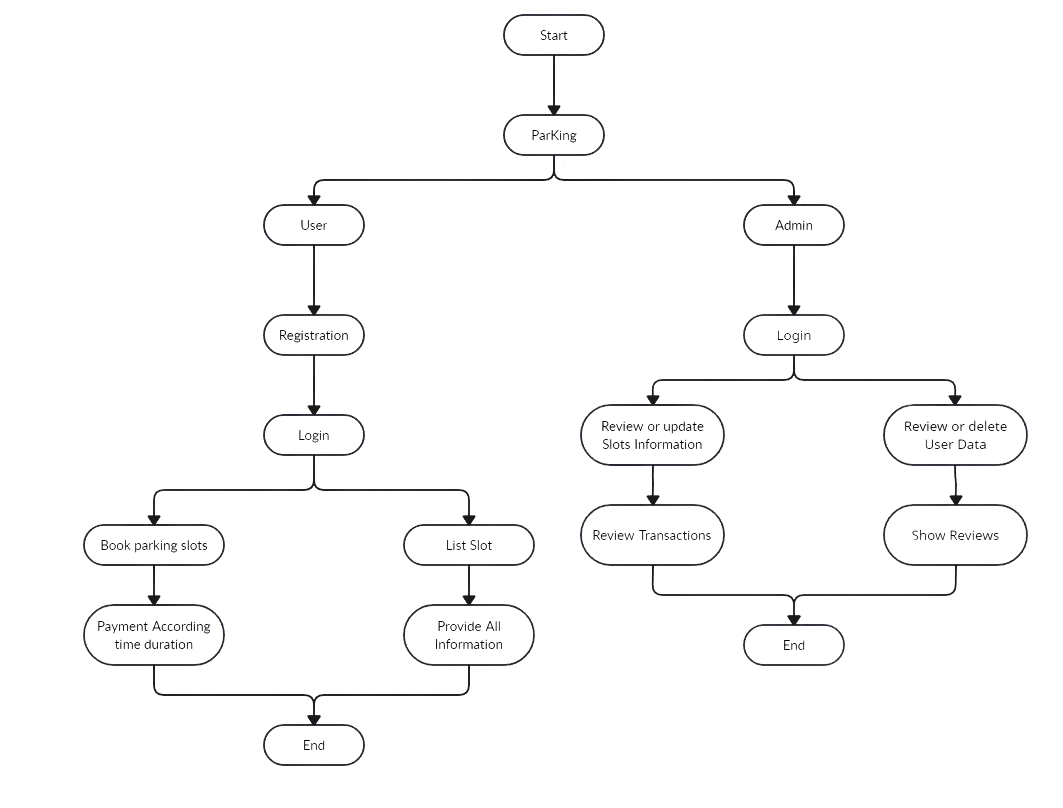 Start
ParKing
User
Admin
Registration
Login
Login
Review or update
Slots Information
Review or delete
User Data
Book parking slots
List Slot
Review Transactions
Show Reviews
Payment According
time duration
Provide All
Information
End
End